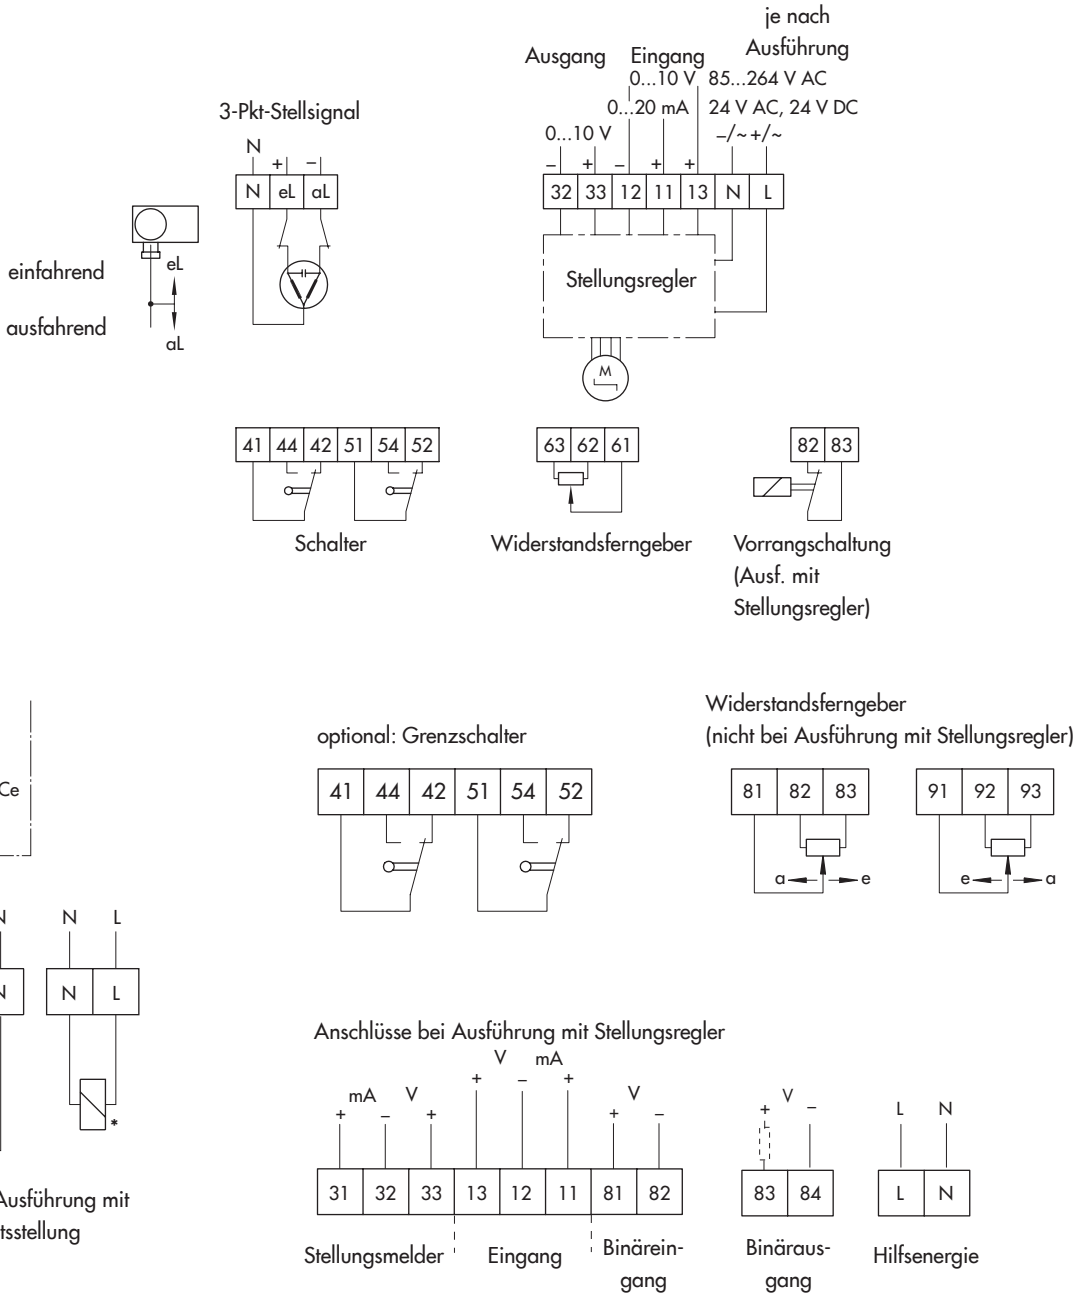 je nach
Ausgang Eingang Ausführung
0...10 V 85...264 V AC
0...20 mA 24 V AC, 24 V DC
0...10 V –/~ +/~
– + – + +
32 33 12 11 13 N L
Stellungsregler
M
3-Pkt-Stellsignal
N
+ –
N eL aL
einfahrend
eL
ausfahrend
aL
41 44 42 51 54 52
Schalter
63 62 61
Widerstandsferngeber
82 83
Vorrangschaltung
(Ausf. mit
Stellungsregler)
Ce
optional: Grenzschalter
41 44 42 51 54 52
Widerstandsferngeber
(nicht bei Ausführung mit Stellungsregler)
81 82 83
a e
91 92 93
e a
N L
N L
*
Ausführung mit
tsstellung
Anschlüsse bei Ausführung mit Stellungsregler
V mA
+ – +
mA V
+ – +
V
+ –
31 32 33 13 12 11 81 82
Stellungsmelder Eingang Binärein-
gang
V
+ –
83 84
Binäraus-
gang
L N
L N
Hilfsenergie